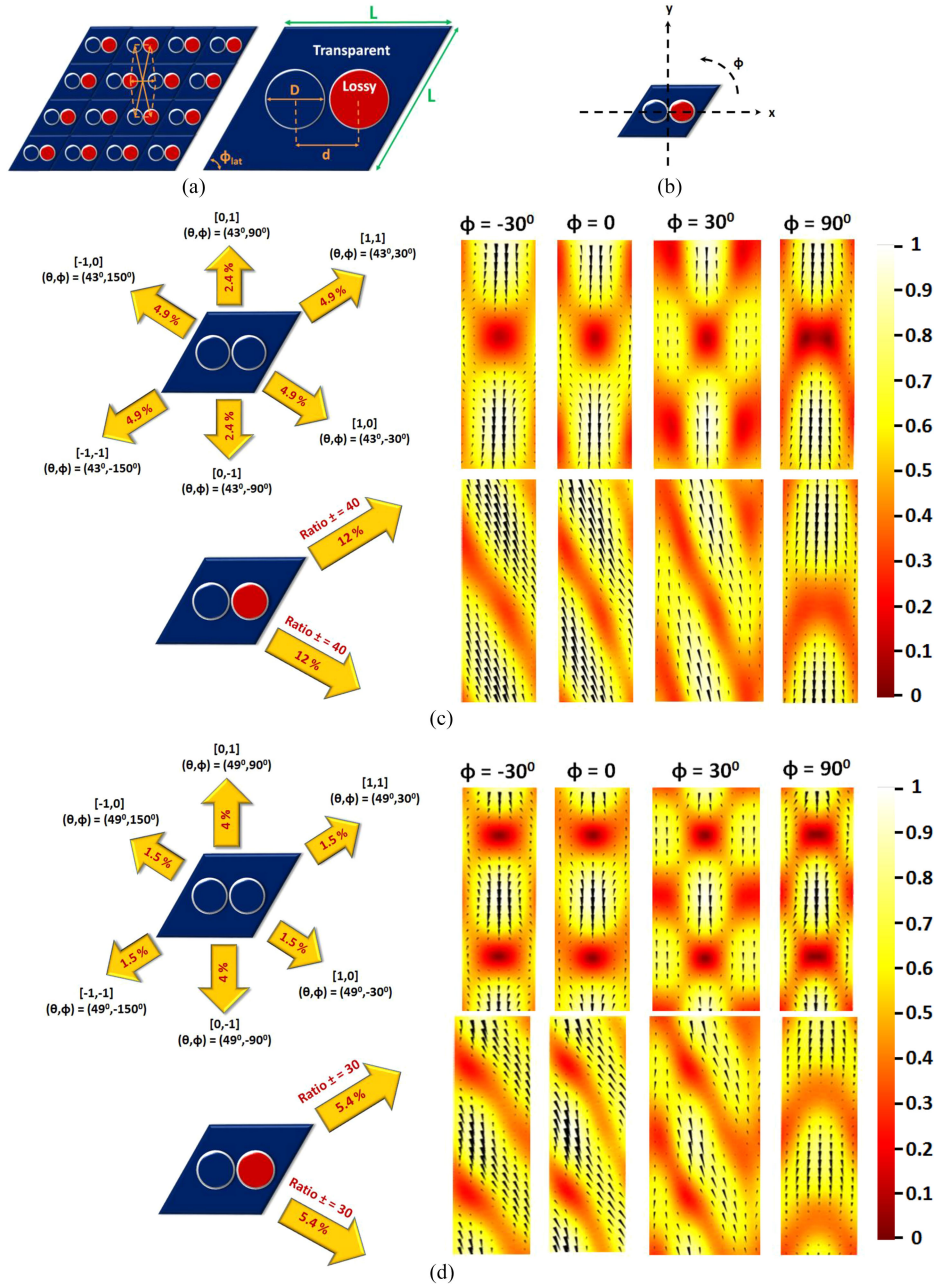 L
Transparent
Lossy
D
d
L
ϕlat
(a)
y
ϕ
x
(b)
[0,1]
(θ,ϕ) = (43⁰,90⁰)
[-1,0]
(θ,ϕ) = (43⁰,150⁰)
[1,1]
(θ,ϕ) = (43⁰,30⁰)
2.4 %
4.9 %
4.9 %
4.9 %
4.9 %
2.4 %
[-1,-1]
(θ,ϕ) = (43⁰,-150⁰)
[1,0]
(θ,ϕ) = (43⁰,-30⁰)
[0,-1]
(θ,ϕ) = (43⁰,-90⁰)
Ratio ± = 40
12 %
Ratio ± = 40
12 %
ϕ = -30⁰
ϕ = 0
ϕ = 30⁰
ϕ = 90⁰
1
0.9
0.8
0.7
0.6
0.5
0.4
0.3
0.2
0.1
0
(c)
[0,1]
(θ,ϕ) = (49⁰,90⁰)
[-1,0]
(θ,ϕ) = (49⁰,150⁰)
[1,1]
(θ,ϕ) = (49⁰,30⁰)
4 %
1.5 %
1.5 %
1.5 %
1.5 %
4 %
[-1,-1]
(θ,ϕ) = (49⁰,-150⁰)
[1,0]
(θ,ϕ) = (49⁰,-30⁰)
[0,-1]
(θ,ϕ) = (49⁰,-90⁰)
Ratio ± = 30
5.4 %
Ratio ± = 30
5.4 %
ϕ = -30⁰
ϕ = 0
ϕ = 30⁰
ϕ = 90⁰
1
0.9
0.8
0.7
0.6
0.5
0.4
0.3
0.2
0.1
0
(d)